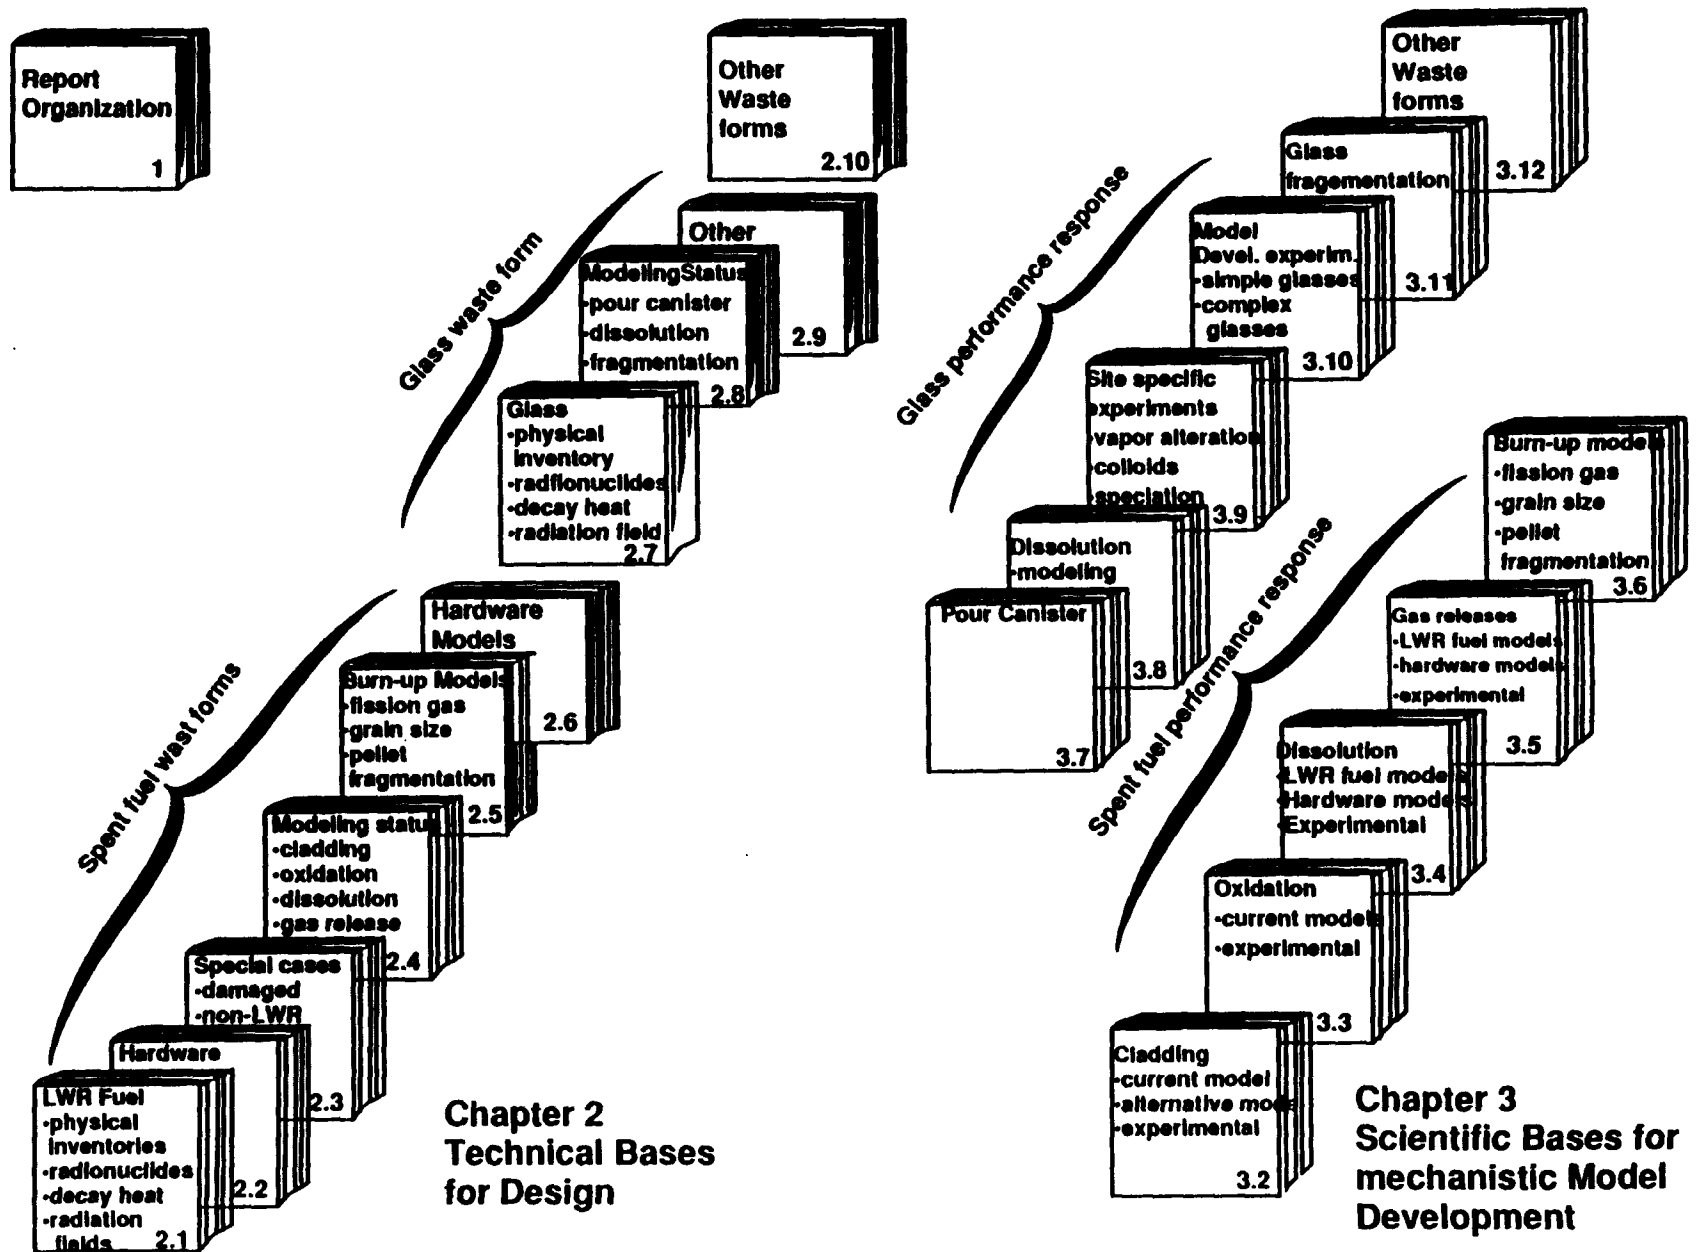 Report
Organization
1
Other
Waste
forms
2.10
Other
2.9
ModelingStatus
•pour canister
•dissolution
•fragmentation
2.8
Glass
•physical
inventory
•radfionuclides
•decay heat
•radiation field
2.7
Glass waste form
Hardware
Models
2.6
Burn-up Models
•fission gas
•grain size
•pellet
fragmentation
2.5
Modeling status
•cladding
•oxidation
•dissolution
•gas release
2.4
Special cases
•damaged
•non-LWR
2.3
Hardware
2.2
LWR Fuel
•physical
inventories
•radionuclides
•decay heat
•radiation
fields
2.1
Spent fuel wast forms
Chapter 2
Technical Bases
for Design
Other
Waste
forms
3.12
Glass
fragementation
3.11
Model
Devel. experim.
•simple glasses
•complex
glasses
3.10
Site specific
experiments
•vapor alteration
•colloids
•speciation
3.9
Dissolution
•modeling
3.8
Pour Canister
3.7
Glass performance response
Burn-up models
•fission gas
•grain size
•pellet
fragmentation
3.6
Gas releases
•LWR fuel models
•hardware models
•experimental
3.5
Dissolution
•LWR fuel models
•Hardware models
•Experimental
3.4
Oxidation
•current models
•experimental
3.3
Cladding
•current model
•alternative mode
•experimental
3.2
Spent fuel performance response
Chapter 3
Scientific Bases for
mechanistic Model
Development